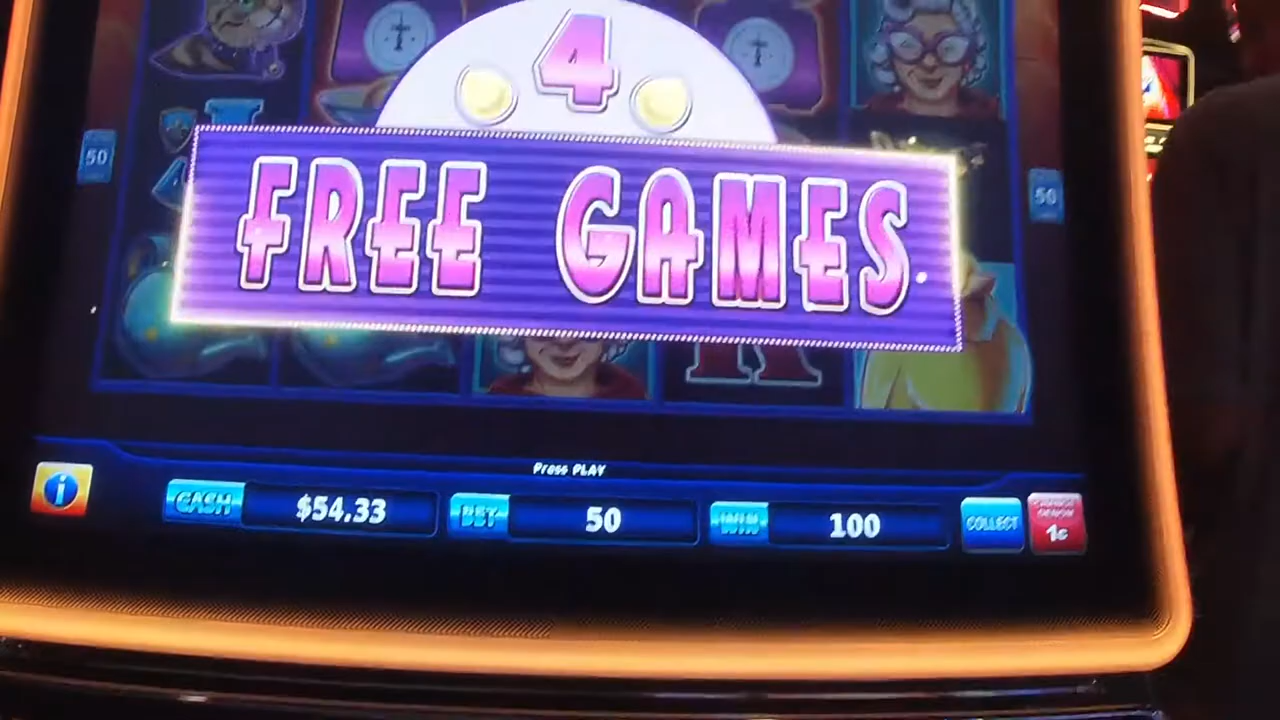 4
FREE GAMES
50
50
Press PLAY
i
CASH
$54.33
BET
50
WIN
100
COLLECT
1¢